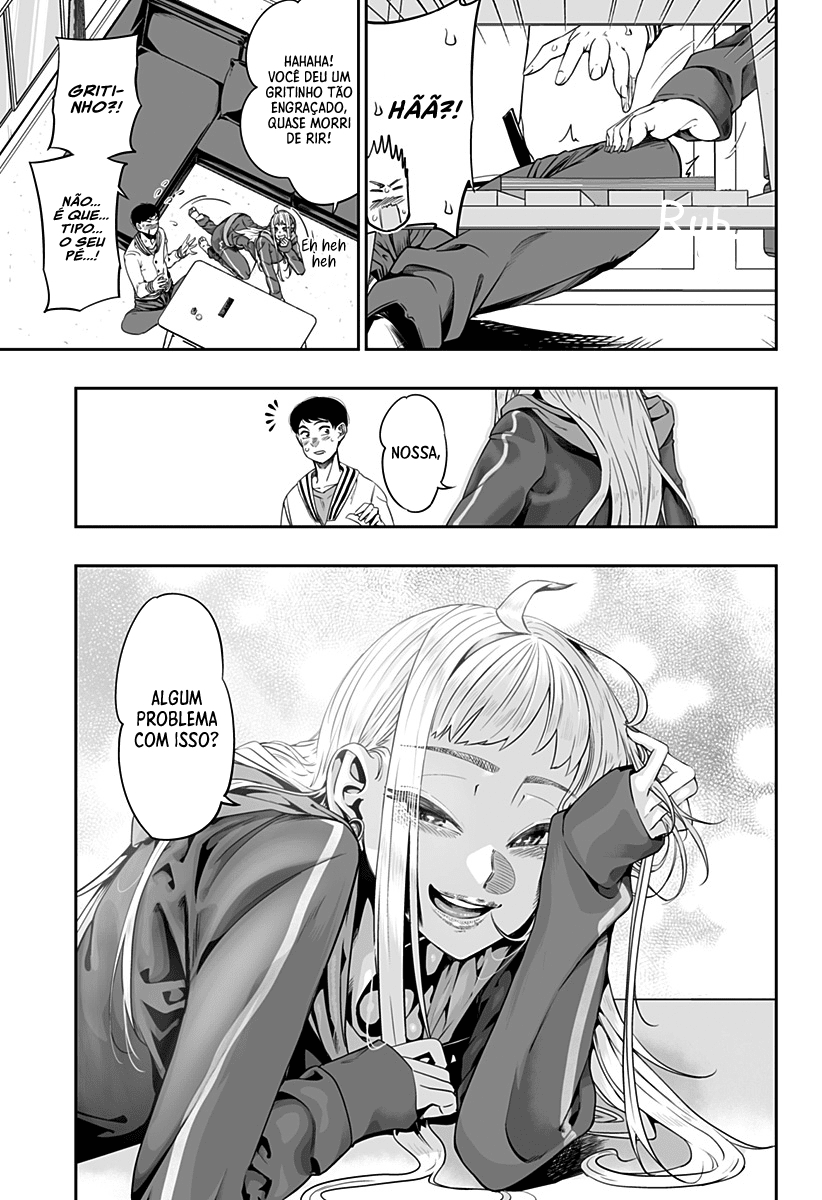 HÃÃ?!
Rub.
HAHAHA!
VOCÊ DEU UM
GRITINHO TÃO
ENGRAÇADO,
QUASE MORRI
DE RIR!
Eh heh
heh
GRITI-
NHO?!
NÃO...
É QUE...
TIPO...
O SEU
PÉ...!
NOSSA,
ALGUM
PROBLEMA
COM ISSO?